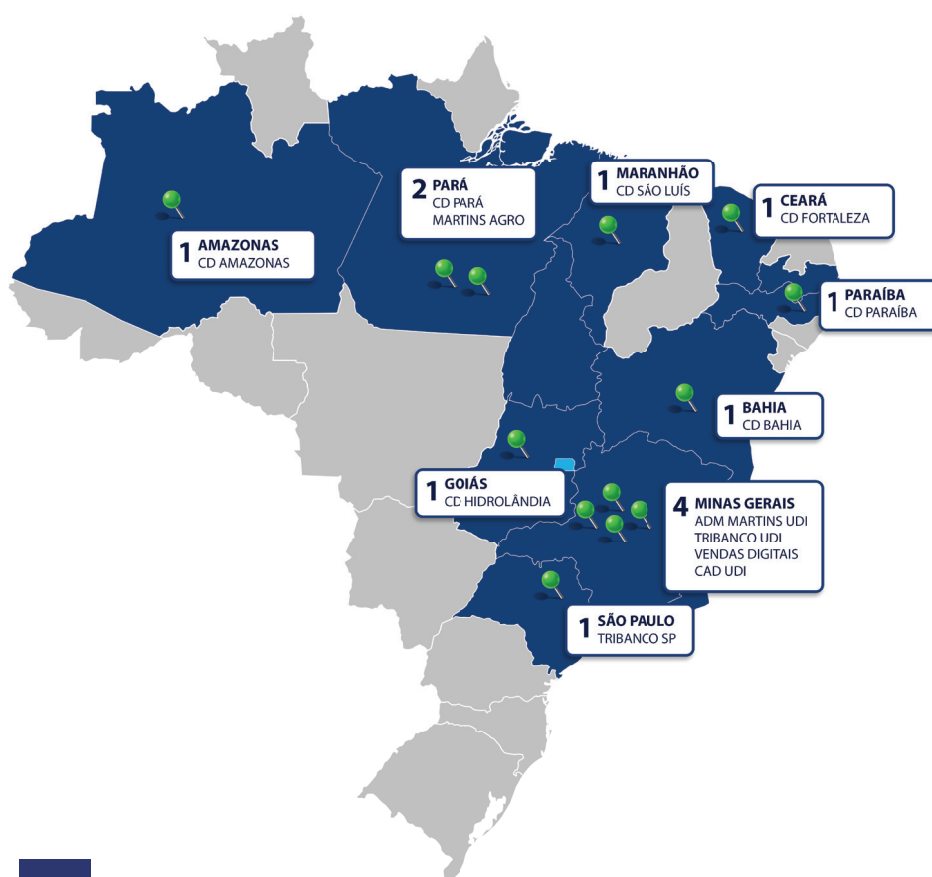 2 PARÁ
CD PARÁ
MARTINS AGRO
1 MARANHÃO
CD SÃO LUÍS
1 CEARÁ
CD FORTALEZA
1 AMAZONAS
CD AMAZONAS
1 PARAÍBA
CD PARAÍBA
1 BAHIA
CD BAHIA
1 GOIÁS
CD HIDROLÂNDIA
4 MINAS GERAIS
ADM MARTINS UDI
TRIBANCO UDI
VENDAS DIGITAIS
CAD UDI
1 SÃO PAULO
TRIBANCO SP